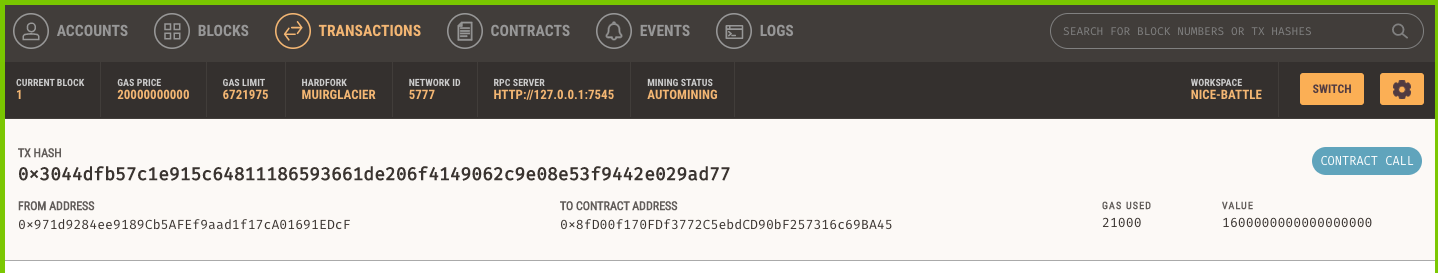 ACCOUNTS BLOCKS TRANSACTIONS CONTRACTS EVENTS LOGS SEARCH FOR BLOCK NUMBERS OR TX HASHES
CURRENT BLOCK GAS PRICE GAS LIMIT HARDFORK NETWORK ID RPC SERVER MINING STATUS WORKSPACE
1 20000000000 6721975 MUIRGLACIER 5777 HTTP://127.0.0.1:7545 AUTOMINING NICE-BATTLE SWITCH
TX HASH
0×3044dfb57c1e915c64811186593661de206f4149062c9e08e53f9442e029ad77 CONTRACT CALL
FROM ADDRESS TO CONTRACT ADDRESS GAS USED VALUE
0×971d9284ee9189Cb5AFEf9aad1f17cA01691EDcF 0×8fD00f170FDf3772C5ebdCD90bF257316c69BA45 21000 1600000000000000000